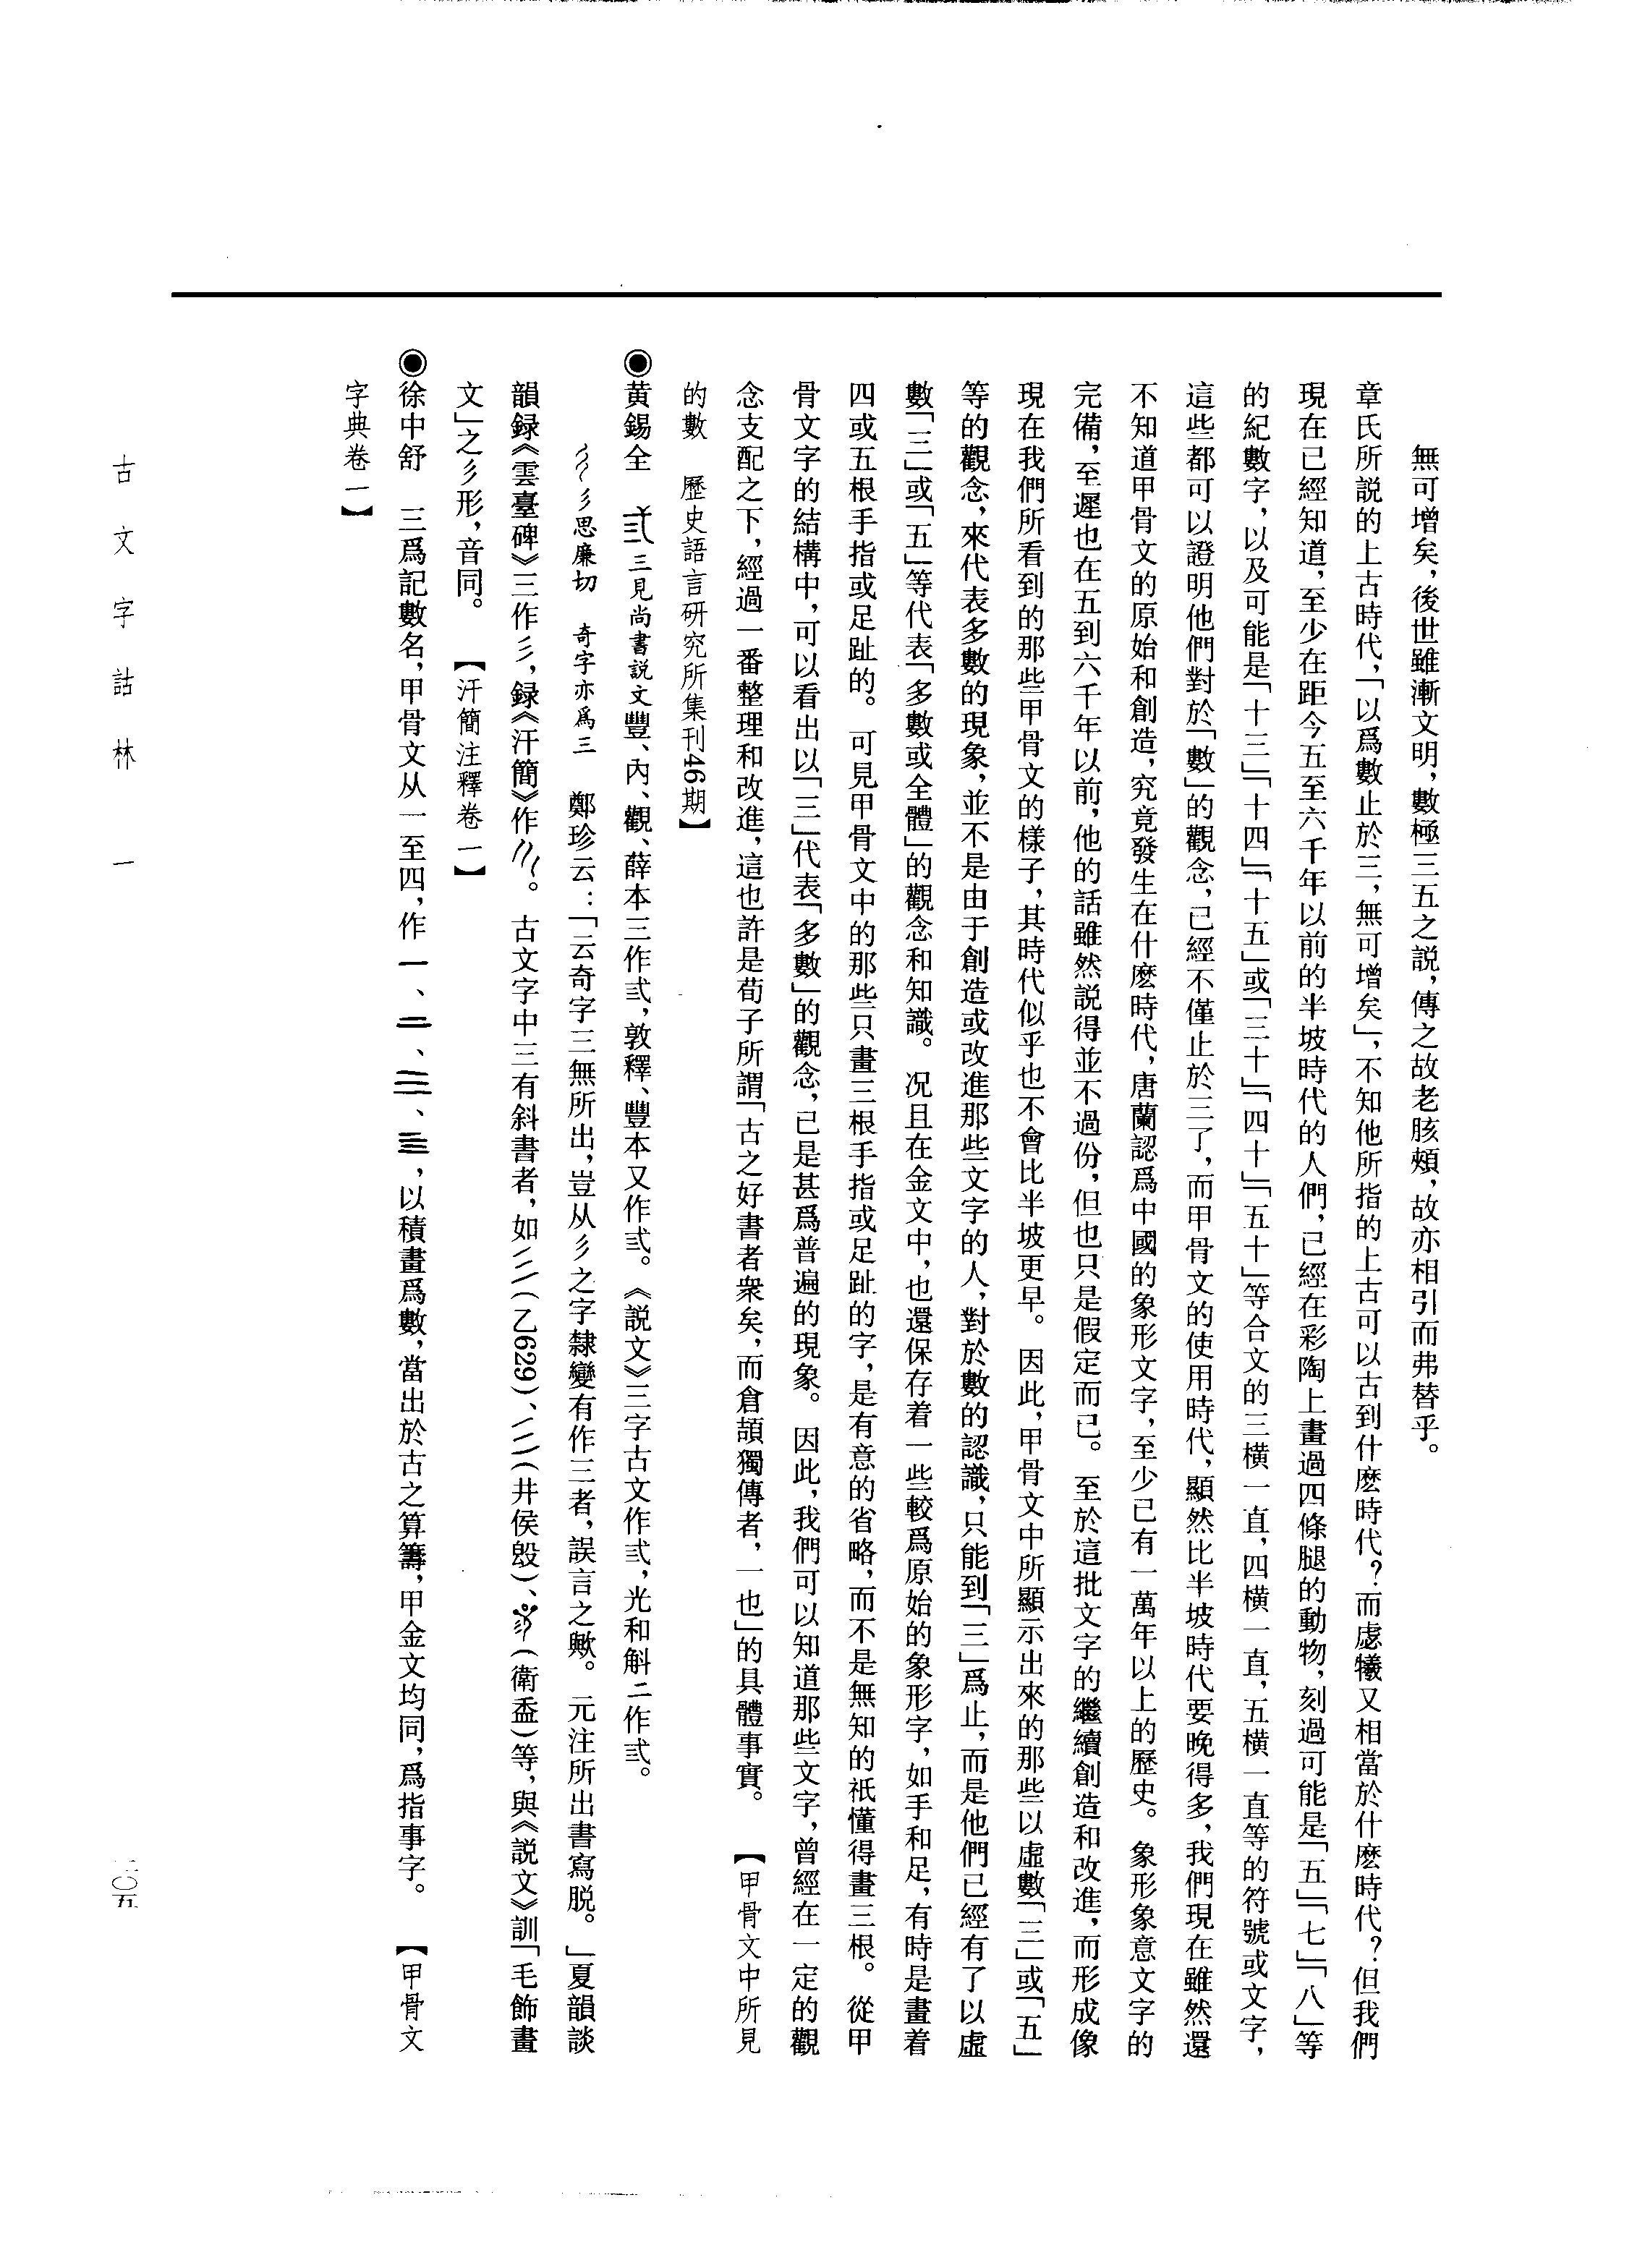 無可增矣，後世雖漸文明，數極三五之説，傳之故老胲頰，故亦相引而弗替乎。
章氏所説的上古時代，「以爲數止於三，無可增矣」，不知他所指的上古可以古到什麽時代？而虙犧又相當於什麽時代？但我們
現在已經知道，至少在距今五至六千年以前的半坡時代的人們，已經在彩陶上畫過四條腿的動物，刻過可能是「五」「七」「八」等
的紀數字，以及可能是「十三」「十四」「十五」或「三十」「四十」「五十」等合文的三橫一直，四橫一直，五橫一直等的符號或文字，
這些都可以證明他們對於「數」的觀念，已經不僅止於三了，而甲骨文的使用時代，顯然比半坡時代要晚得多，我們現在雖然還
不知道甲骨文的原始和創造，究竟發生在什麽時代，唐蘭認爲中國的象形文字，至少已有一萬年以上的歷史。象形象意文字的
完備，至遲也在五到六千年以前，他的話雖然説得並不過份，但也只是假定而已。至於這批文字的繼續創造和改進，而形成像
現在我們所看到的那些甲骨文的樣子，其時代似乎也不會比半坡更早。因此，甲骨文中所顯示出來的那些以虛數「三」或「五」
等的觀念，來代表多數的現象，並不是由于創造或改進那些文字的人，對於數的認識，只能到「三」爲止，而是他們已經有了以虛
數「三」或「五」等代表「多數或全體」的觀念和知識。况且在金文中，也還保存着一些較爲原始的象形字，如手和足，有時是畫着
四或五根手指或足趾的。可見甲骨文中的那些只畫三根手指或足趾的字，是有意的省略，而不是無知的衹懂得畫三根。從甲
骨文字的結構中，可以看出以「三」代表「多數」的觀念，已是甚爲普遍的現象。因此，我們可以知道那些文字，曾經在一定的觀
念支配之下，經過一番整理和改進，這也許是荀子所謂「古之好書者衆矣，而倉頡獨傳者，一也」的具體事實。【甲骨文中所見
的數　歷史語言研究所集刊46期】
◉黄錫全　弎三見尚書説文豐、内、觀、薛本三作弎，敦釋、豐本又作弎。《説文》三字古文作弎，光和斛二作弎。
彡思廉切　奇字亦爲三　鄭珍云：「云奇字三無所出，豈从彡之字隸變有作三者，誤言之歟。元注所出書寫脱。」夏韻談
韻録《雲臺碑》三作彡，録《汗簡》作。古文字中三有斜書者，如（乙629）、（井侯𣪘）、（衛盉）等，與《説文》訓「毛飾畫
文」之彡形，音同。【汗簡注釋卷一】
◉徐中舒　三爲記數名，甲骨文从一至四，作一、二、三、亖，以積畫爲數，當出於古之算籌，甲金文均同，爲指事字。【甲骨文
字典卷一】
古文字詁林　一
二〇五